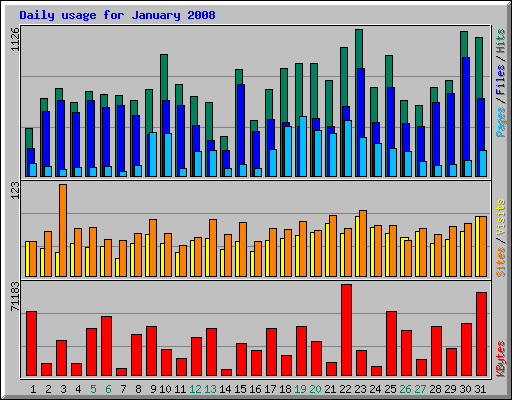 Daily usage for January 2008
1126
Pages / Files / Hits
123
Sites / Visits
71183
KBytes
1 2 3 4 5 6 7 8 9 10 11 12 13 14 15 16 17 18 19 20 21 22 23 24 25 26 27 28 29 30 31